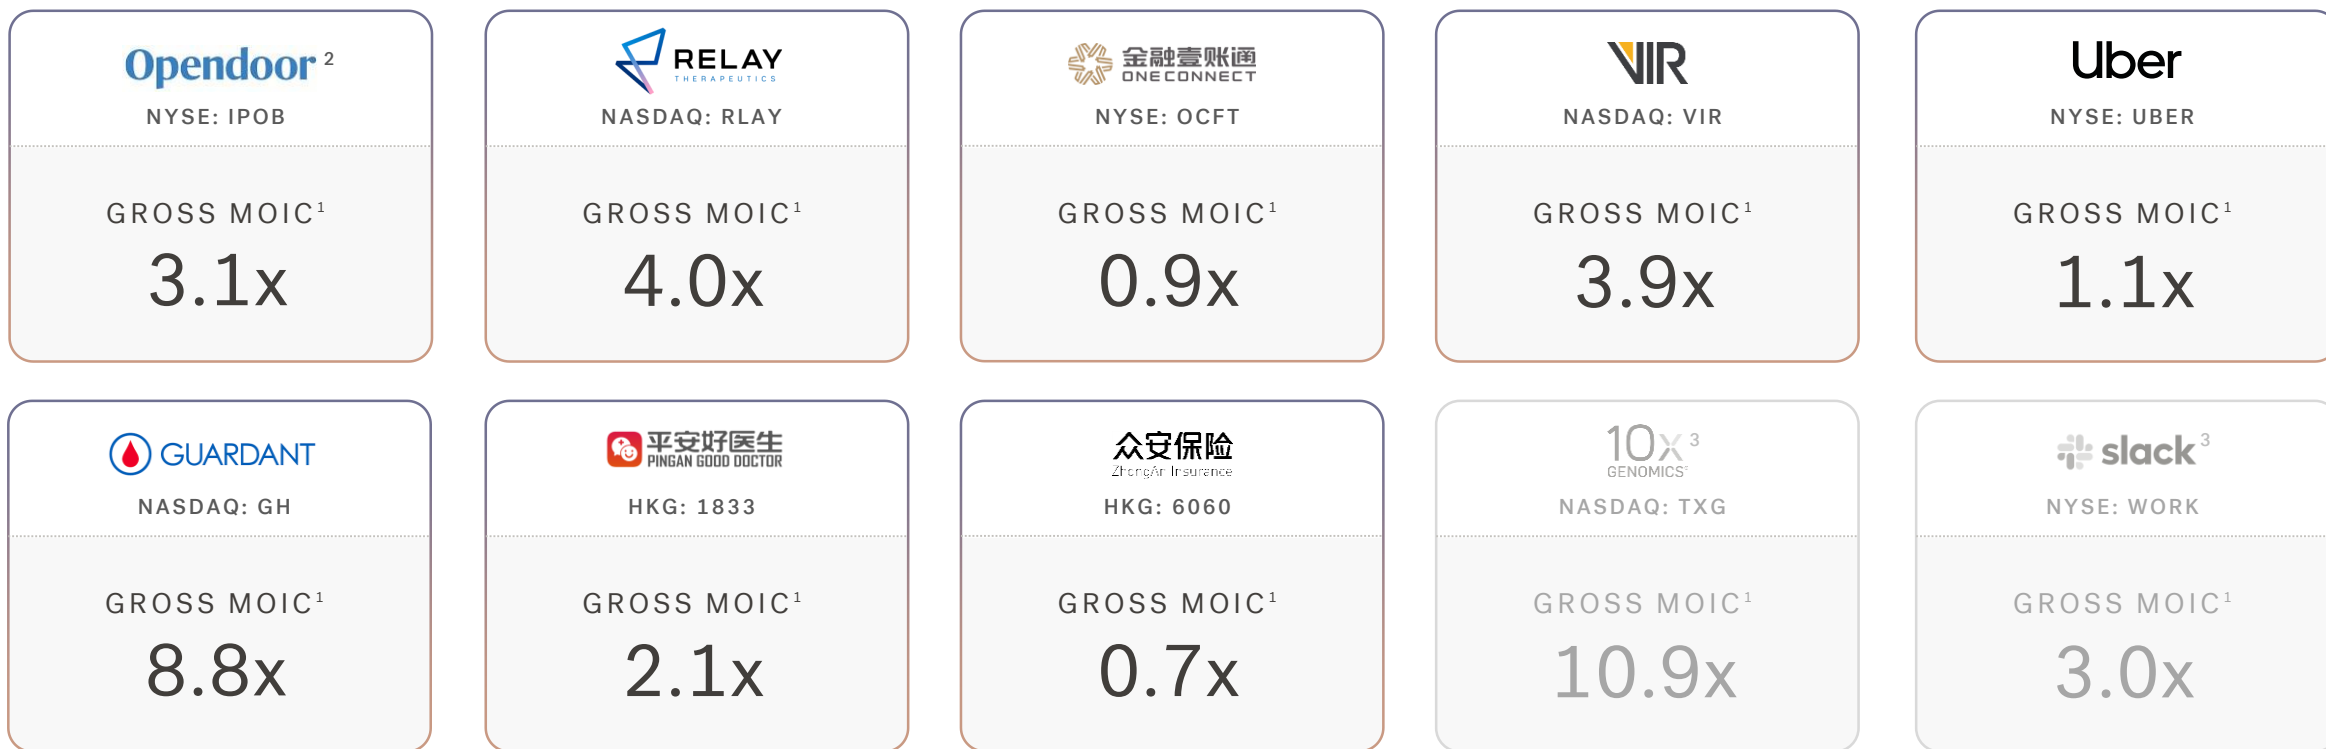 Opendoor 2
NYSE: IPOB
GROSS MOIC1
3.1x
RELAY
THERAPEUTICS
NASDAQ: RLAY
GROSS MOIC1
4.0x
金融壹账通
ONECONNECT
NYSE: OCFT
GROSS MOIC1
0.9x
VIR
NASDAQ: VIR
GROSS MOIC1
3.9x
Uber
NYSE: UBER
GROSS MOIC1
1.1x
GUARDANT
NASDAQ: GH
GROSS MOIC1
8.8x
平安好医生
PINGAN GOOD DOCTOR
HKG: 1833
GROSS MOIC1
2.1x
众安保险
ZhongAn Insurance
HKG: 6060
GROSS MOIC1
0.7x
10x 3
GENOMICS
NASDAQ: TXG
GROSS MOIC1
10.9x
slack 3
NYSE: WORK
GROSS MOIC1
3.0x